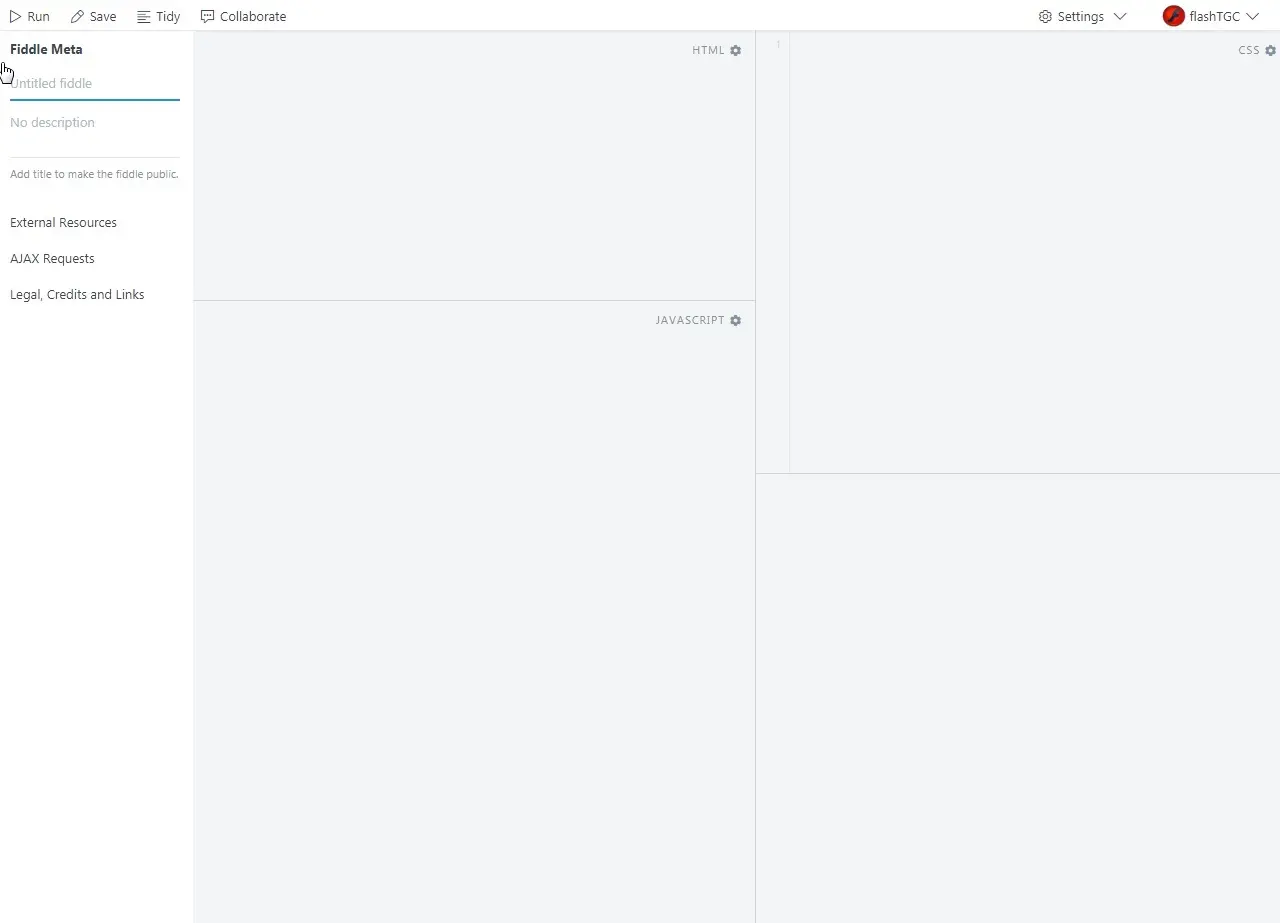 Run Save Tidy Collaborate Settings flashTGC
Fiddle Meta
Untitled fiddle
No description
Add title to make the fiddle public.
External Resources
AJAX Requests
Legal, Credits and Links
HTML
JAVASCRIPT
1
CSS